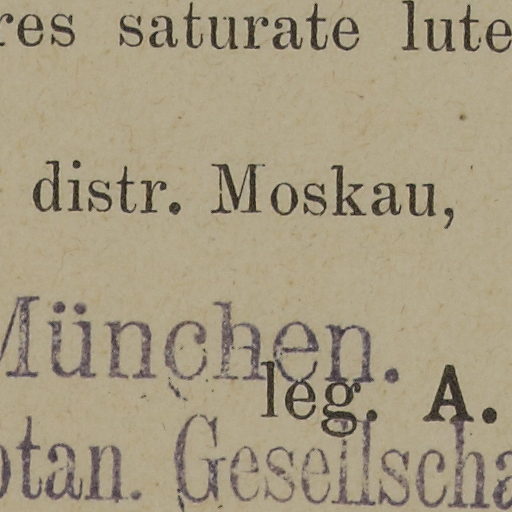 res saturate lute
distr. Moskau,
München.
leg. A.
otan. Gesellscha